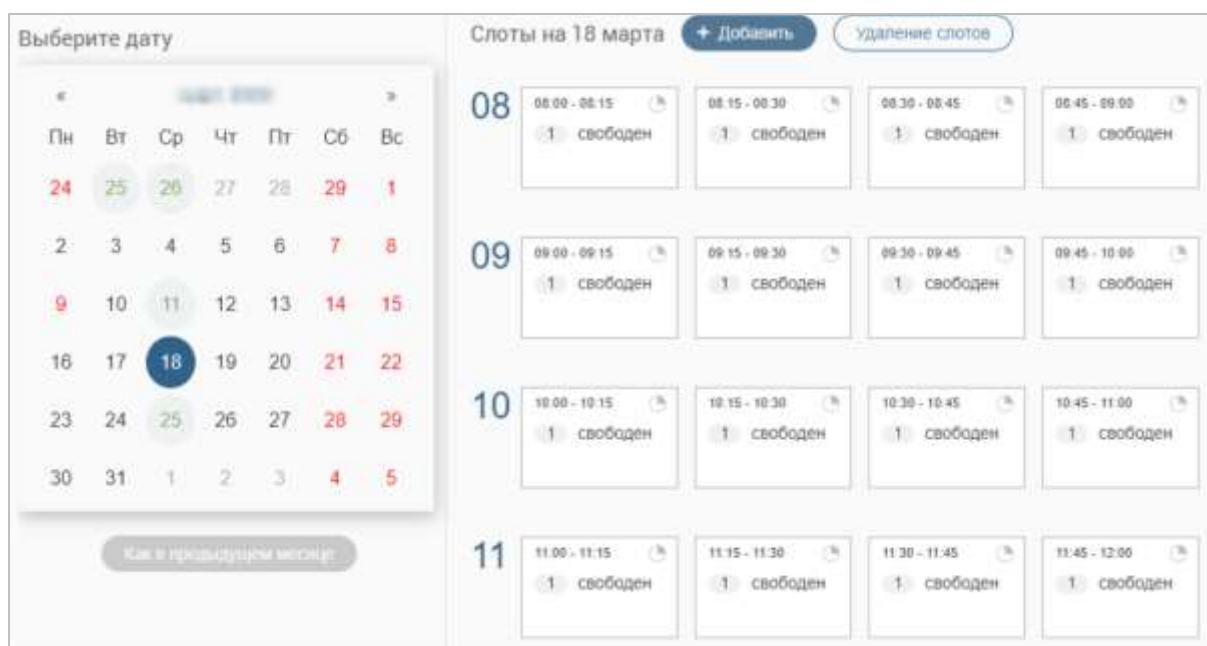 Выберите дату
« »
Пн Вт Ср Чт Пт Сб Вс
24 25 26 27 28 29 1
2 3 4 5 6 7 8
9 10 11 12 13 14 15
16 17 18 19 20 21 22
23 24 25 26 27 28 29
30 31 1 2 3 4 5
Как в предыдущем месяце
Слоты на 18 марта + Добавить Удаление слотов
08 08:00 - 08:15 08:15 - 08:30 08:30 - 08:45 08:45 - 09:00
1 свободен 1 свободен 1 свободен 1 свободен
09 09:00 - 09:15 09:15 - 09:30 09:30 - 09:45 09:45 - 10:00
1 свободен 1 свободен 1 свободен 1 свободен
10 10:00 - 10:15 10:15 - 10:30 10:30 - 10:45 10:45 - 11:00
1 свободен 1 свободен 1 свободен 1 свободен
11 11:00 - 11:15 11:15 - 11:30 11:30 - 11:45 11:45 - 12:00
1 свободен 1 свободен 1 свободен 1 свободен